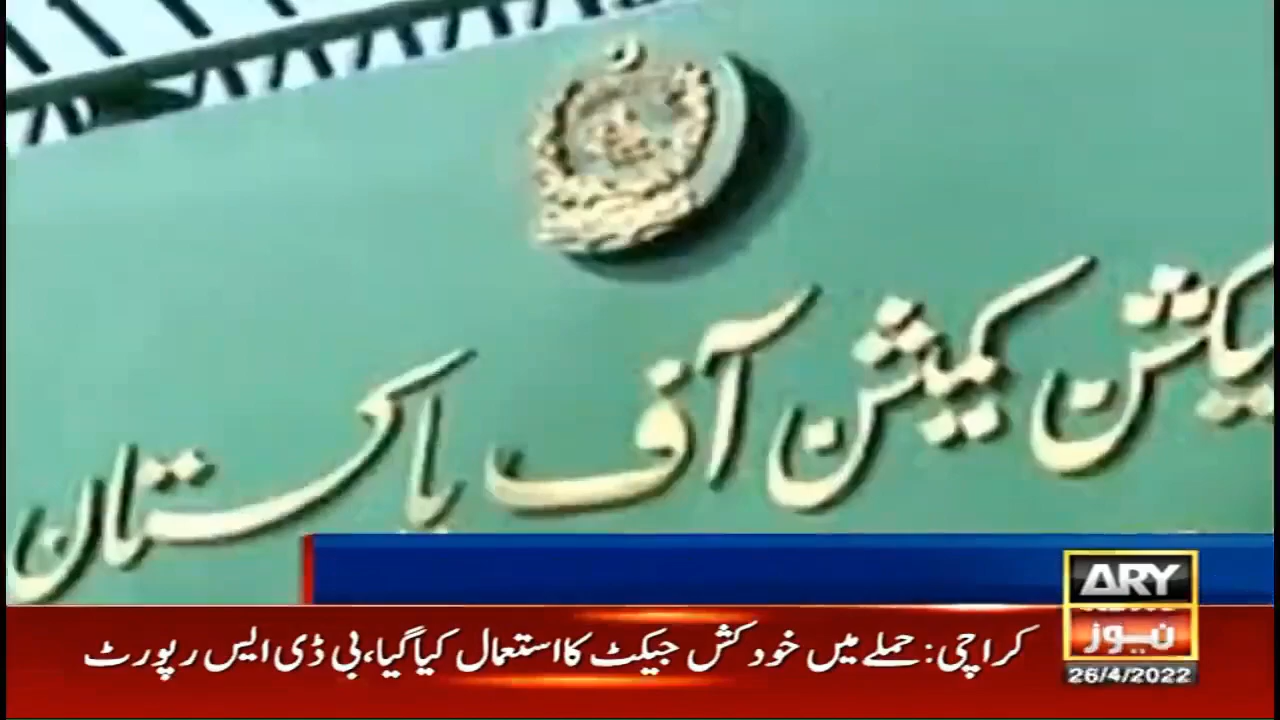 یکشن کمیشن آف پاکستان
ARY
نیوز
کراچی: حملے میں خودکش جیکٹ کا استعمال کیا گیا، بی ڈی ایس رپورٹ
26/4/2022